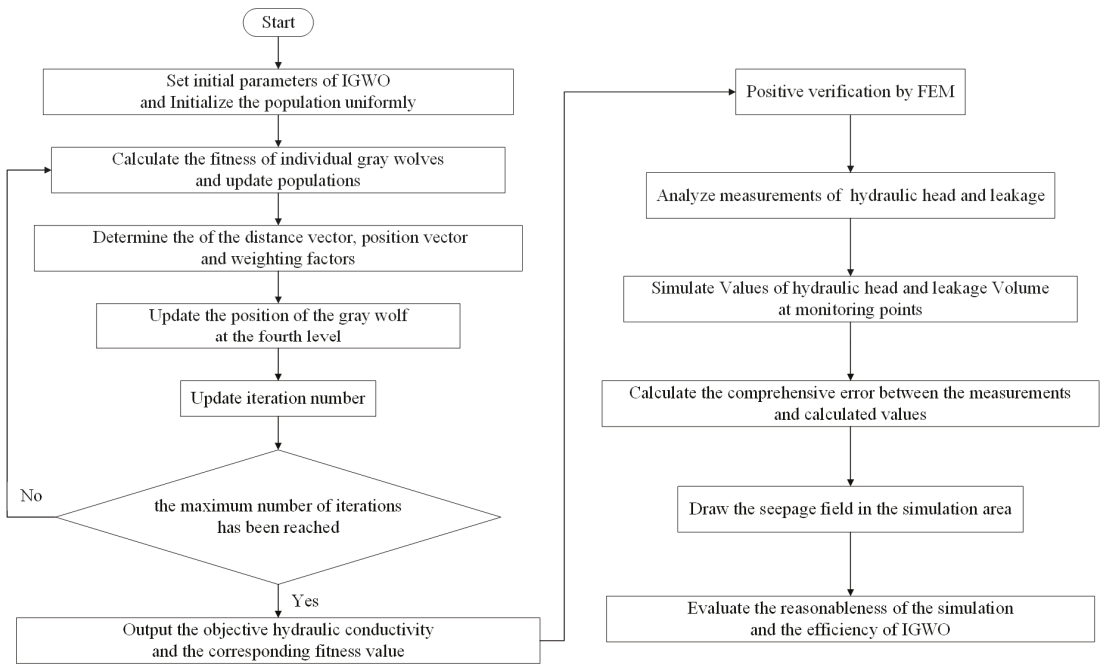 Start
Set initial parameters of IGWO
and Initialize the population uniformly
Calculate the fitness of individual gray wolves
and update populations
Determine the of the distance vector, position vector
and weighting factors
Update the position of the gray wolf
at the fourth level
Update iteration number
No
the maximum number of iterations
has been reached
Yes
Output the objective hydraulic conductivity
and the corresponding fitness value
Positive verification by FEM
Analyze measurements of hydraulic head and leakage
Simulate Values of hydraulic head and leakage Volume
at monitoring points
Calculate the comprehensive error between the measurements
and calculated values
Draw the seepage field in the simulation area
Evaluate the reasonableness of the simulation
and the efficiency of IGWO